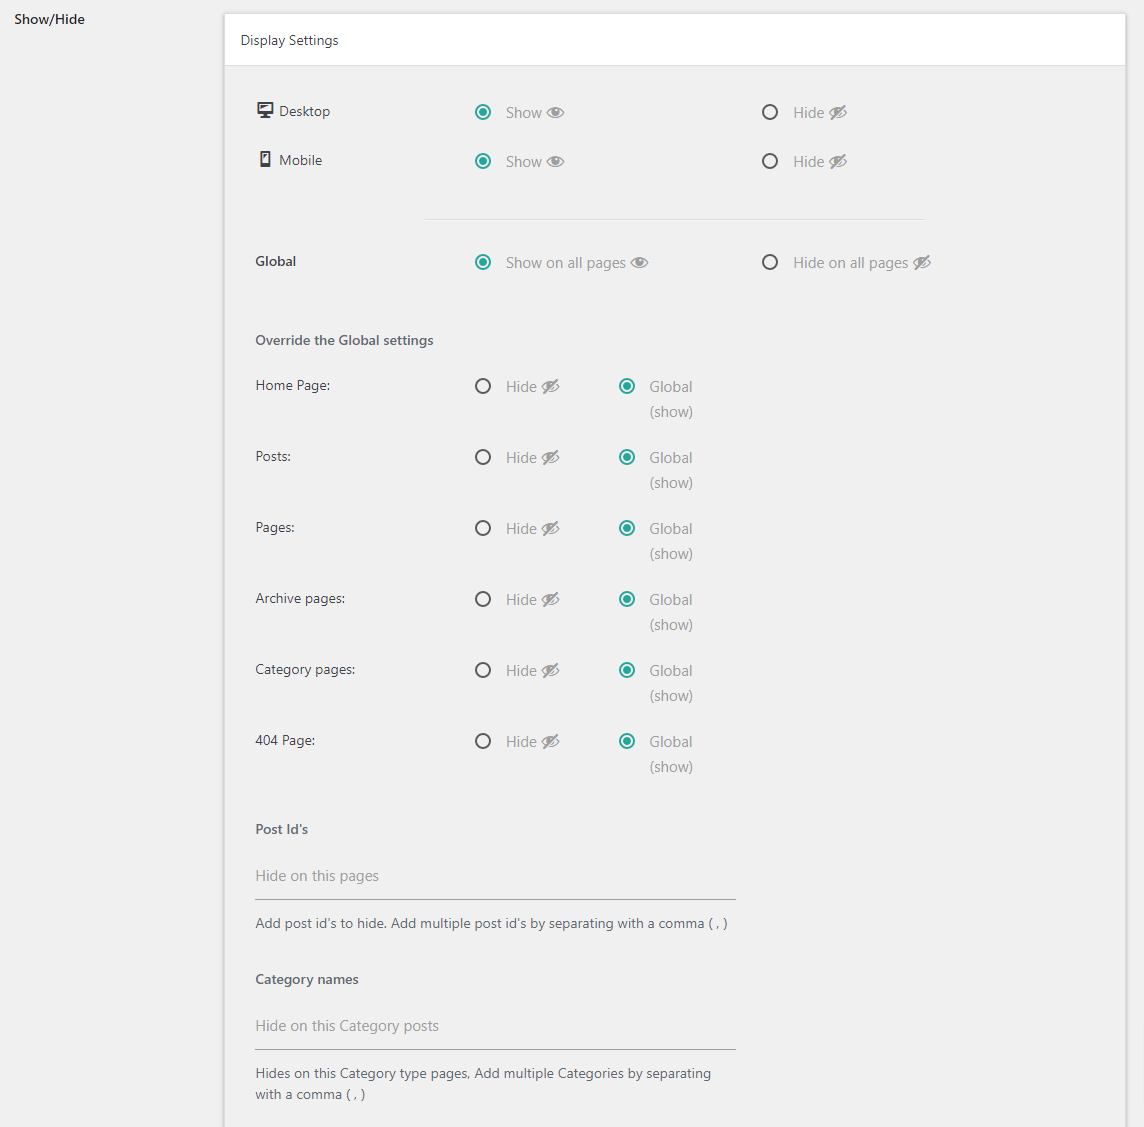 Show/Hide
Display Settings
Desktop Show Hide
Mobile Show Hide
Global Show on all pages Hide on all pages
Override the Global settings
Home Page: Hide Global
(show)
Posts: Hide Global
(show)
Pages: Hide Global
(show)
Archive pages: Hide Global
(show)
Category pages: Hide Global
(show)
404 Page: Hide Global
(show)
Post Id's
Hide on this pages
Add post id's to hide. Add multiple post id's by separating with a comma ( , )
Category names
Hide on this Category posts
Hides on this Category type pages, Add multiple Categories by separating
with a comma ( , )